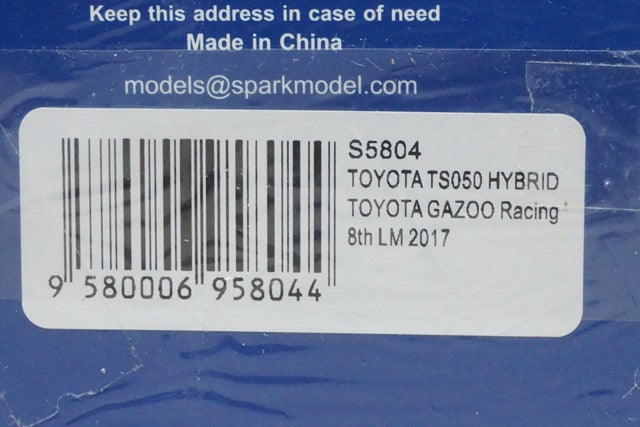 Keep this address in case of need
Made in China
models@sparkmodel.com
S5804
TOYOTA TS050 HYBRID
TOYOTA GAZOO Racing
8th LM 2017
9 580006 958044